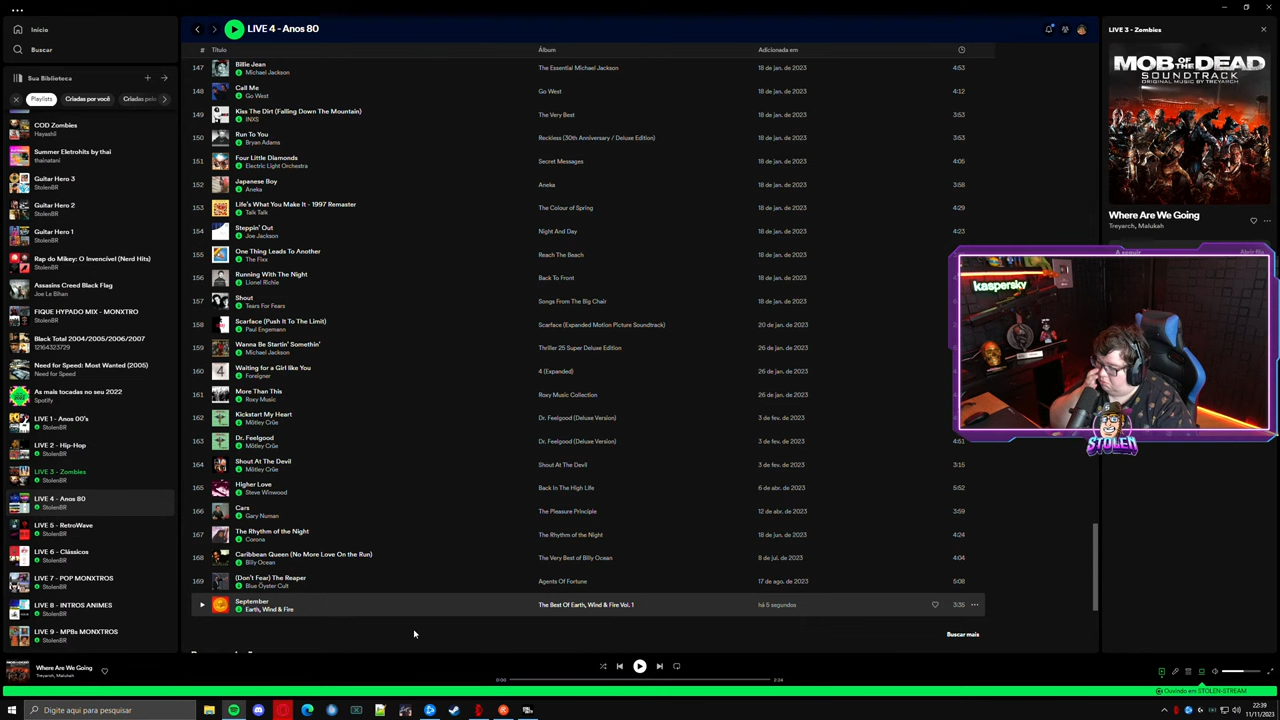 Início
Buscar
Sua Biblioteca
Playlists
Criadas por você
Criadas pelo
COD Zombies
Hayashii
Summer Eletrohits by thai
thainatani
Guitar Hero 3
StolenBR
Guitar Hero 2
StolenBR
Guitar Hero 1
StolenBR
Rap do Mikey: O Invencível (Nerd Hits)
StolenBR
Assasins Creed Black Flag
Joe Le Bihan
FIQUE HYPADO MIX - MONXTRO
StolenBR
Black Total 2004/2005/2006/2007
12164323729
Need for Speed: Most Wanted (2005)
Need for Speed
As mais tocadas no seu 2022
Spotify
LIVE 1 - Anos 00's
StolenBR
LIVE 2 - Hip-Hop
StolenBR
LIVE 3 - Zombies
StolenBR
LIVE 4 - Anos 80
StolenBR
LIVE 5 - RetroWave
StolenBR
LIVE 6 - Clássicos
StolenBR
LIVE 7 - POP MONXTROS
StolenBR
LIVE 8 - INTROS ANIMES
StolenBR
LIVE 9 - MPBs MONXTROS
StolenBR
LIVE 4 - Anos 80
# Título Álbum Adicionada em
147 Billie Jean The Essential Michael Jackson 18 de jan. de 2023 4:53
Michael Jackson
148 Call Me Go West 18 de jan. de 2023 4:12
Go West
149 Kiss The Dirt (Falling Down The Mountain) The Very Best 18 de jan. de 2023 3:53
INXS
150 Run To You Reckless (30th Anniversary / Deluxe Edition) 18 de jan. de 2023 3:53
Bryan Adams
151 Four Little Diamonds Secret Messages 18 de jan. de 2023 4:05
Electric Light Orchestra
152 Japanese Boy Aneka 18 de jan. de 2023 3:58
Aneka
153 Life's What You Make It - 1997 Remaster The Colour of Spring 18 de jan. de 2023 4:29
Talk Talk
154 Steppin' Out Night And Day 18 de jan. de 2023 4:23
Joe Jackson
155 One Thing Leads To Another Reach The Beach 18 de jan. de 2023
The Fixx
156 Running With The Night Back To Front 18 de jan. de 2023
Lionel Richie
157 Shout Songs From The Big Chair 18 de jan. de 2023
Tears For Fears
158 Scarface (Push It To The Limit) Scarface (Expanded Motion Picture Soundtrack) 20 de jan. de 2023
Paul Engemann
159 Wanna Be Startin' Somethin' Thriller 25 Super Deluxe Edition 26 de jan. de 2023
Michael Jackson
160 Waiting for a Girl like You 4 (Expanded) 26 de jan. de 2023
Foreigner
161 More Than This Roxy Music Collection 26 de jan. de 2023
Roxy Music
162 Kickstart My Heart Dr. Feelgood (Deluxe Version) 3 de fev. de 2023
Mötley Crüe
163 Dr. Feelgood Dr. Feelgood (Deluxe Version) 3 de fev. de 2023 4:51
Mötley Crüe
164 Shout At The Devil Shout At The Devil 3 de fev. de 2023 3:15
Mötley Crüe
165 Higher Love Back In The High Life 6 de abr. de 2023 5:52
Steve Winwood
166 Cars The Pleasure Principle 12 de abr. de 2023 3:59
Gary Numan
167 The Rhythm of the Night The Rhythm of the Night 18 de jun. de 2023 4:24
Corona
168 Caribbean Queen (No More Love On the Run) The Very Best of Billy Ocean 8 de jul. de 2023 4:04
Billy Ocean
169 (Don't Fear) The Reaper Agents Of Fortune 17 de ago. de 2023 5:08
Blue Öyster Cult
September The Best Of Earth, Wind & Fire Vol. 1 há 5 segundos 3:35
Earth, Wind & Fire
Buscar mais
LIVE 3 - Zombies
MOB OF THE DEAD
SOUNDTRACK
ORIGINAL MUSIC BY TREYARCH
Where Are We Going
Treyarch, Malukah
A seguir
kaspersky
STOLEN
Where Are We Going
Treyarch, Malukah
0:00
2:34
Ouvindo em STOLEN-STREAM
Digite aqui para pesquisar
22:39
11/11/2023